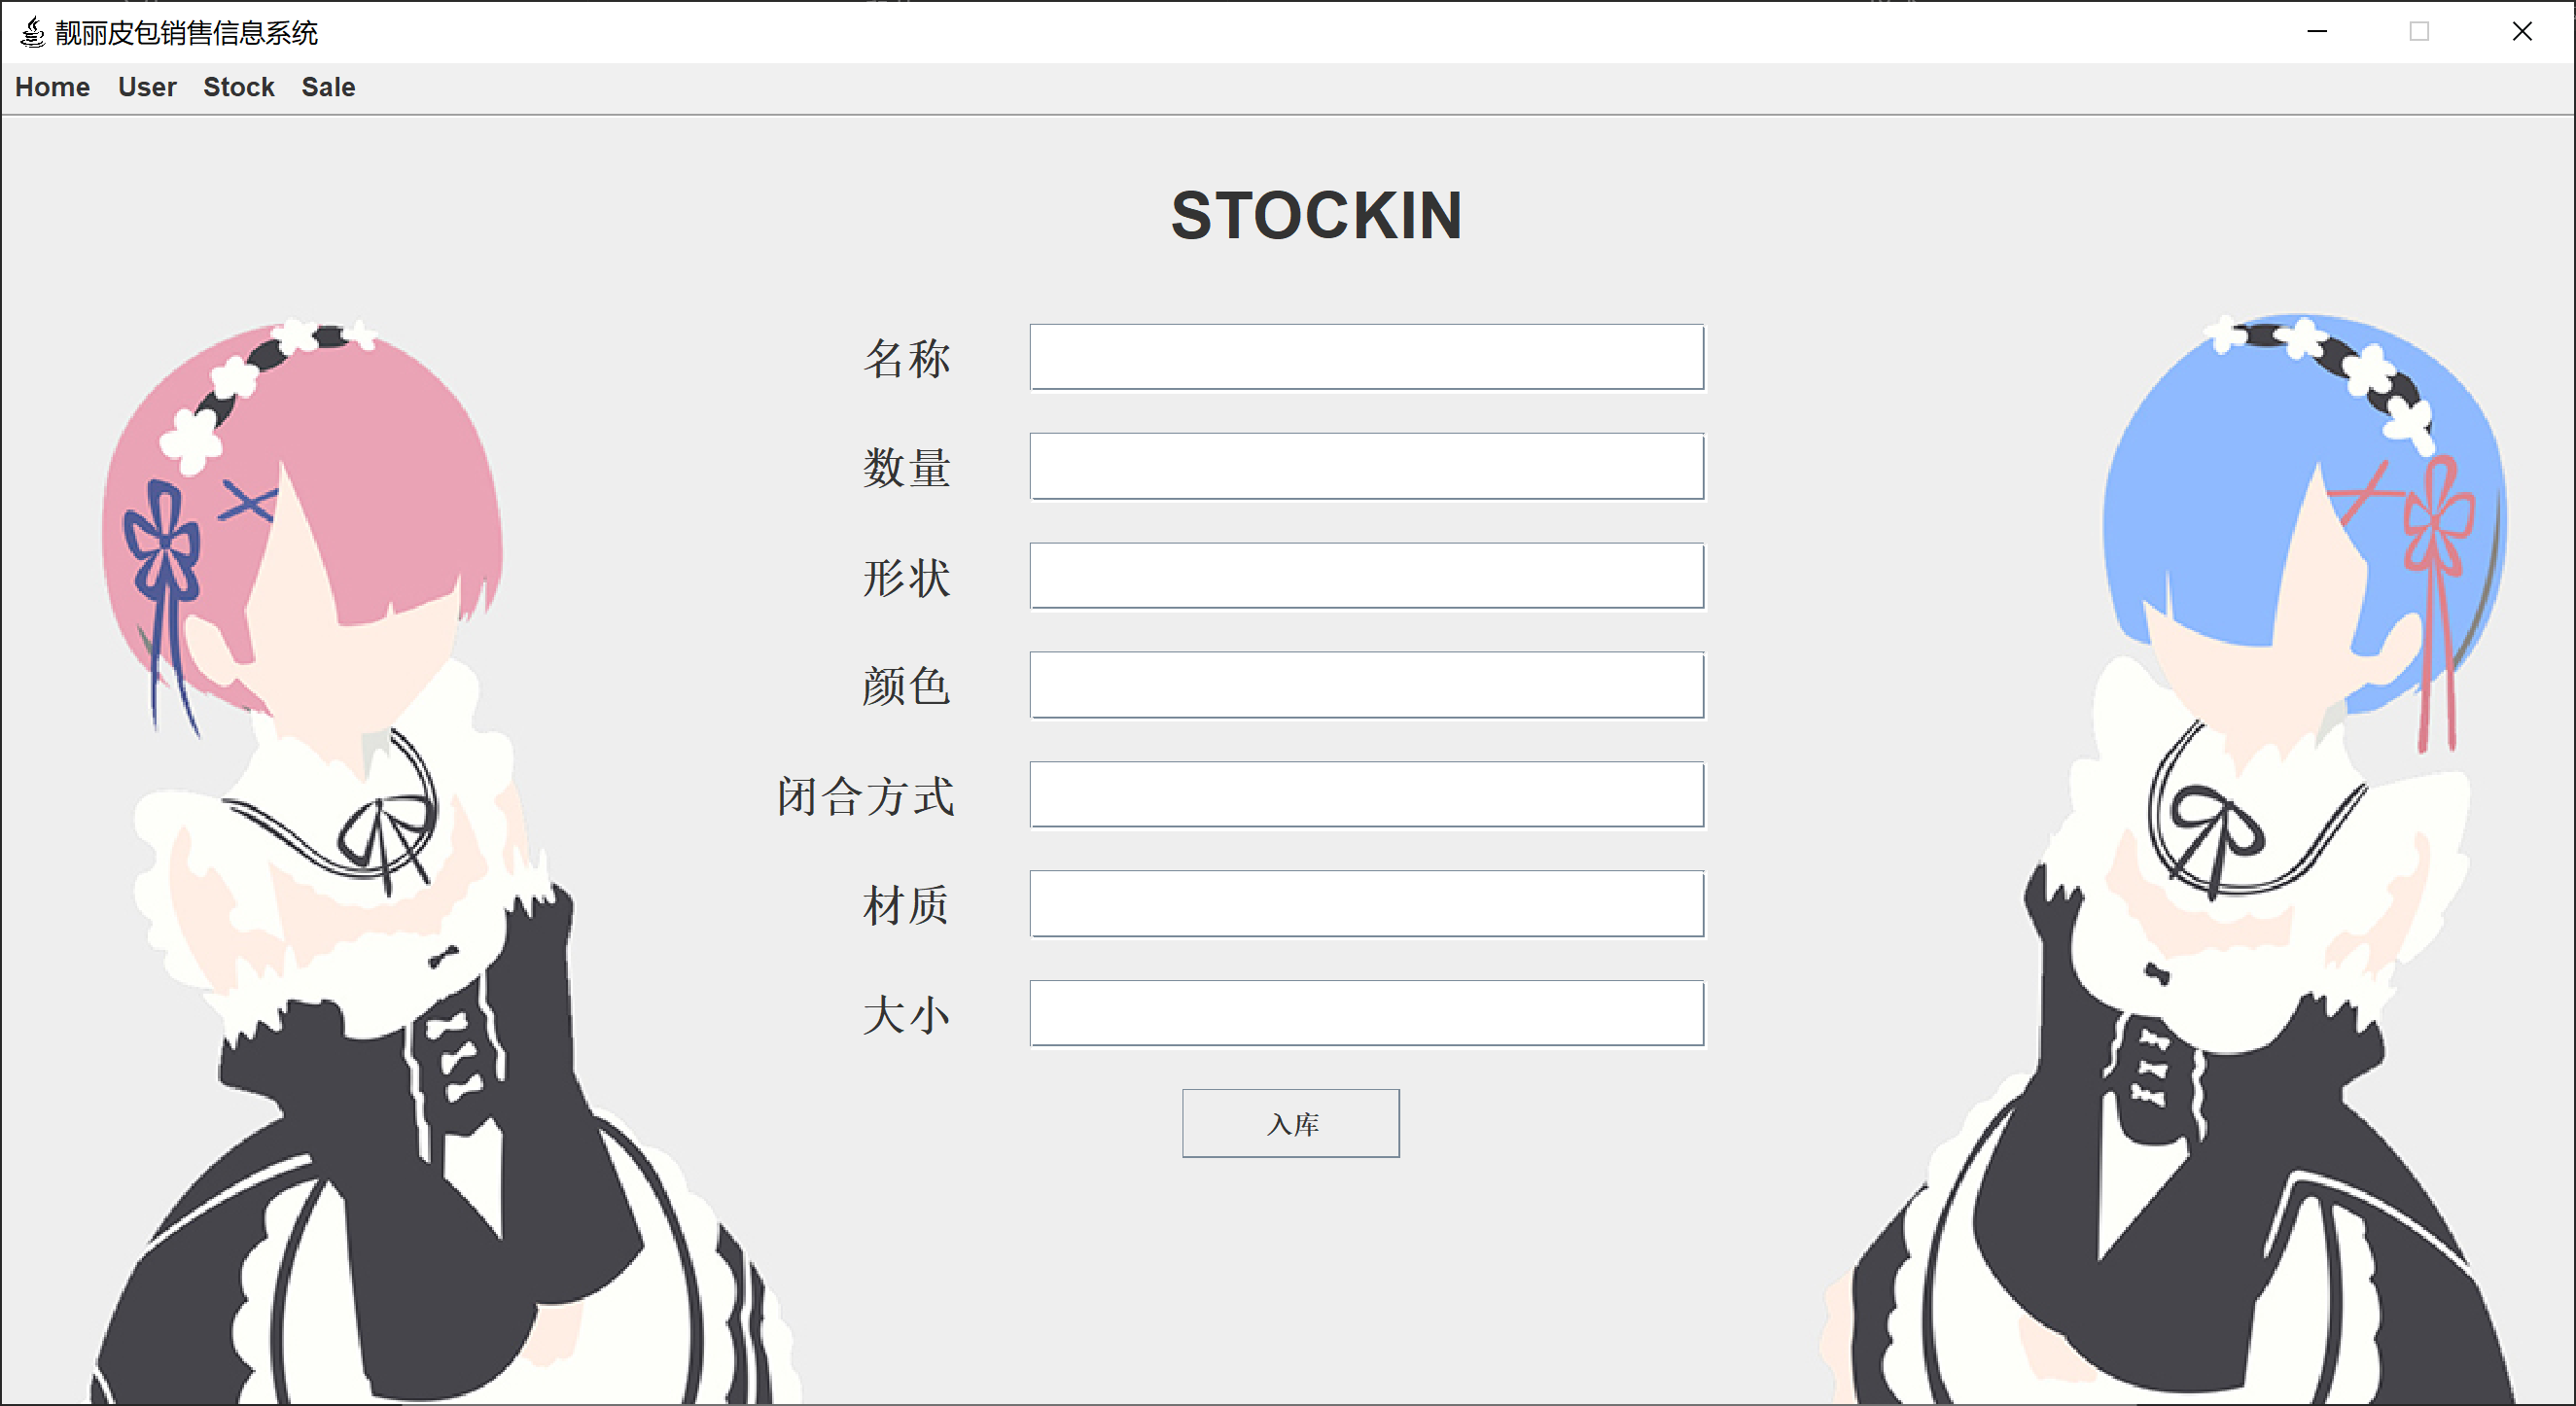 靓丽皮包销售信息系统
Home User Stock Sale
STOCKIN
名称
数量
形状
颜色
闭合方式
材质
大小
入库